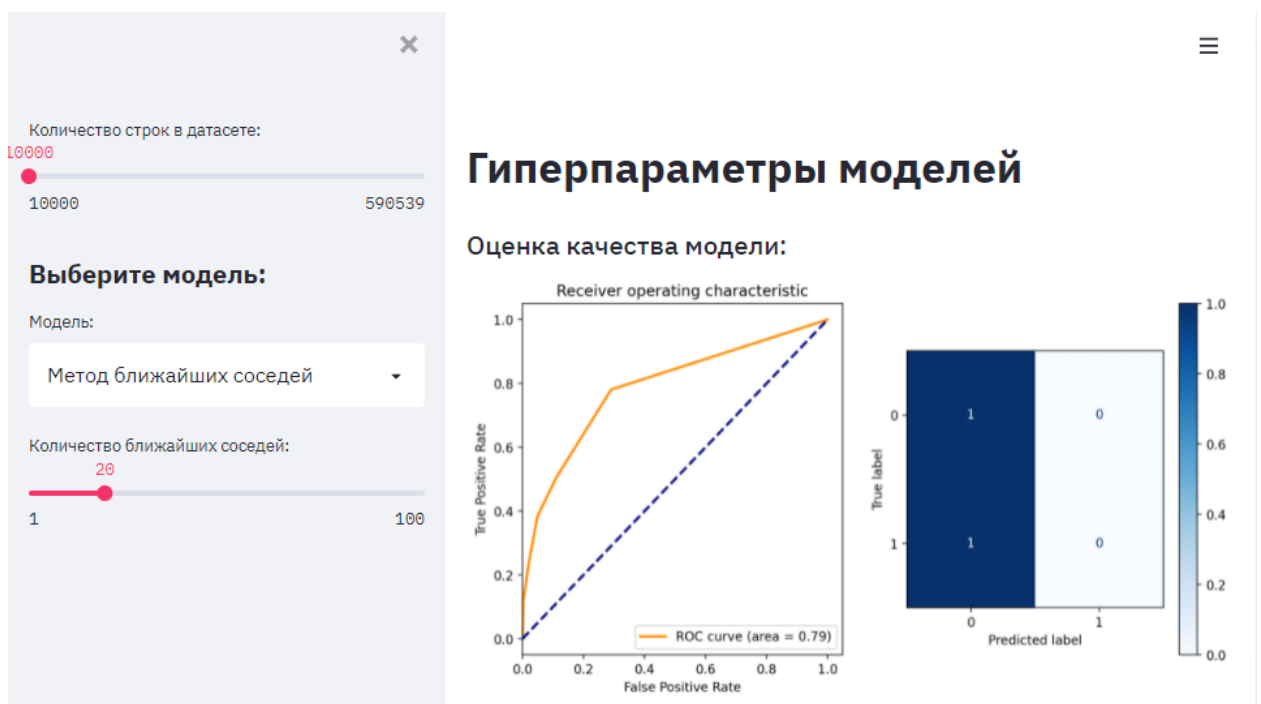 Количество строк в датасете:
10000
10000 590539
Выберите модель:
Модель:
Метод ближайших соседей
Количество ближайших соседей:
20
1 100
Гиперпараметры моделей
Оценка качества модели:
Receiver operating characteristic
1.0
0.8
0.6
0.4
0.2
0.0
True Positive Rate
ROC curve (area = 0.79)
0.0 0.2 0.4 0.6 0.8 1.0
False Positive Rate
True label
0 1 0
1 1 0
0 1
Predicted label
1.0
0.8
0.6
0.4
0.2
0.0